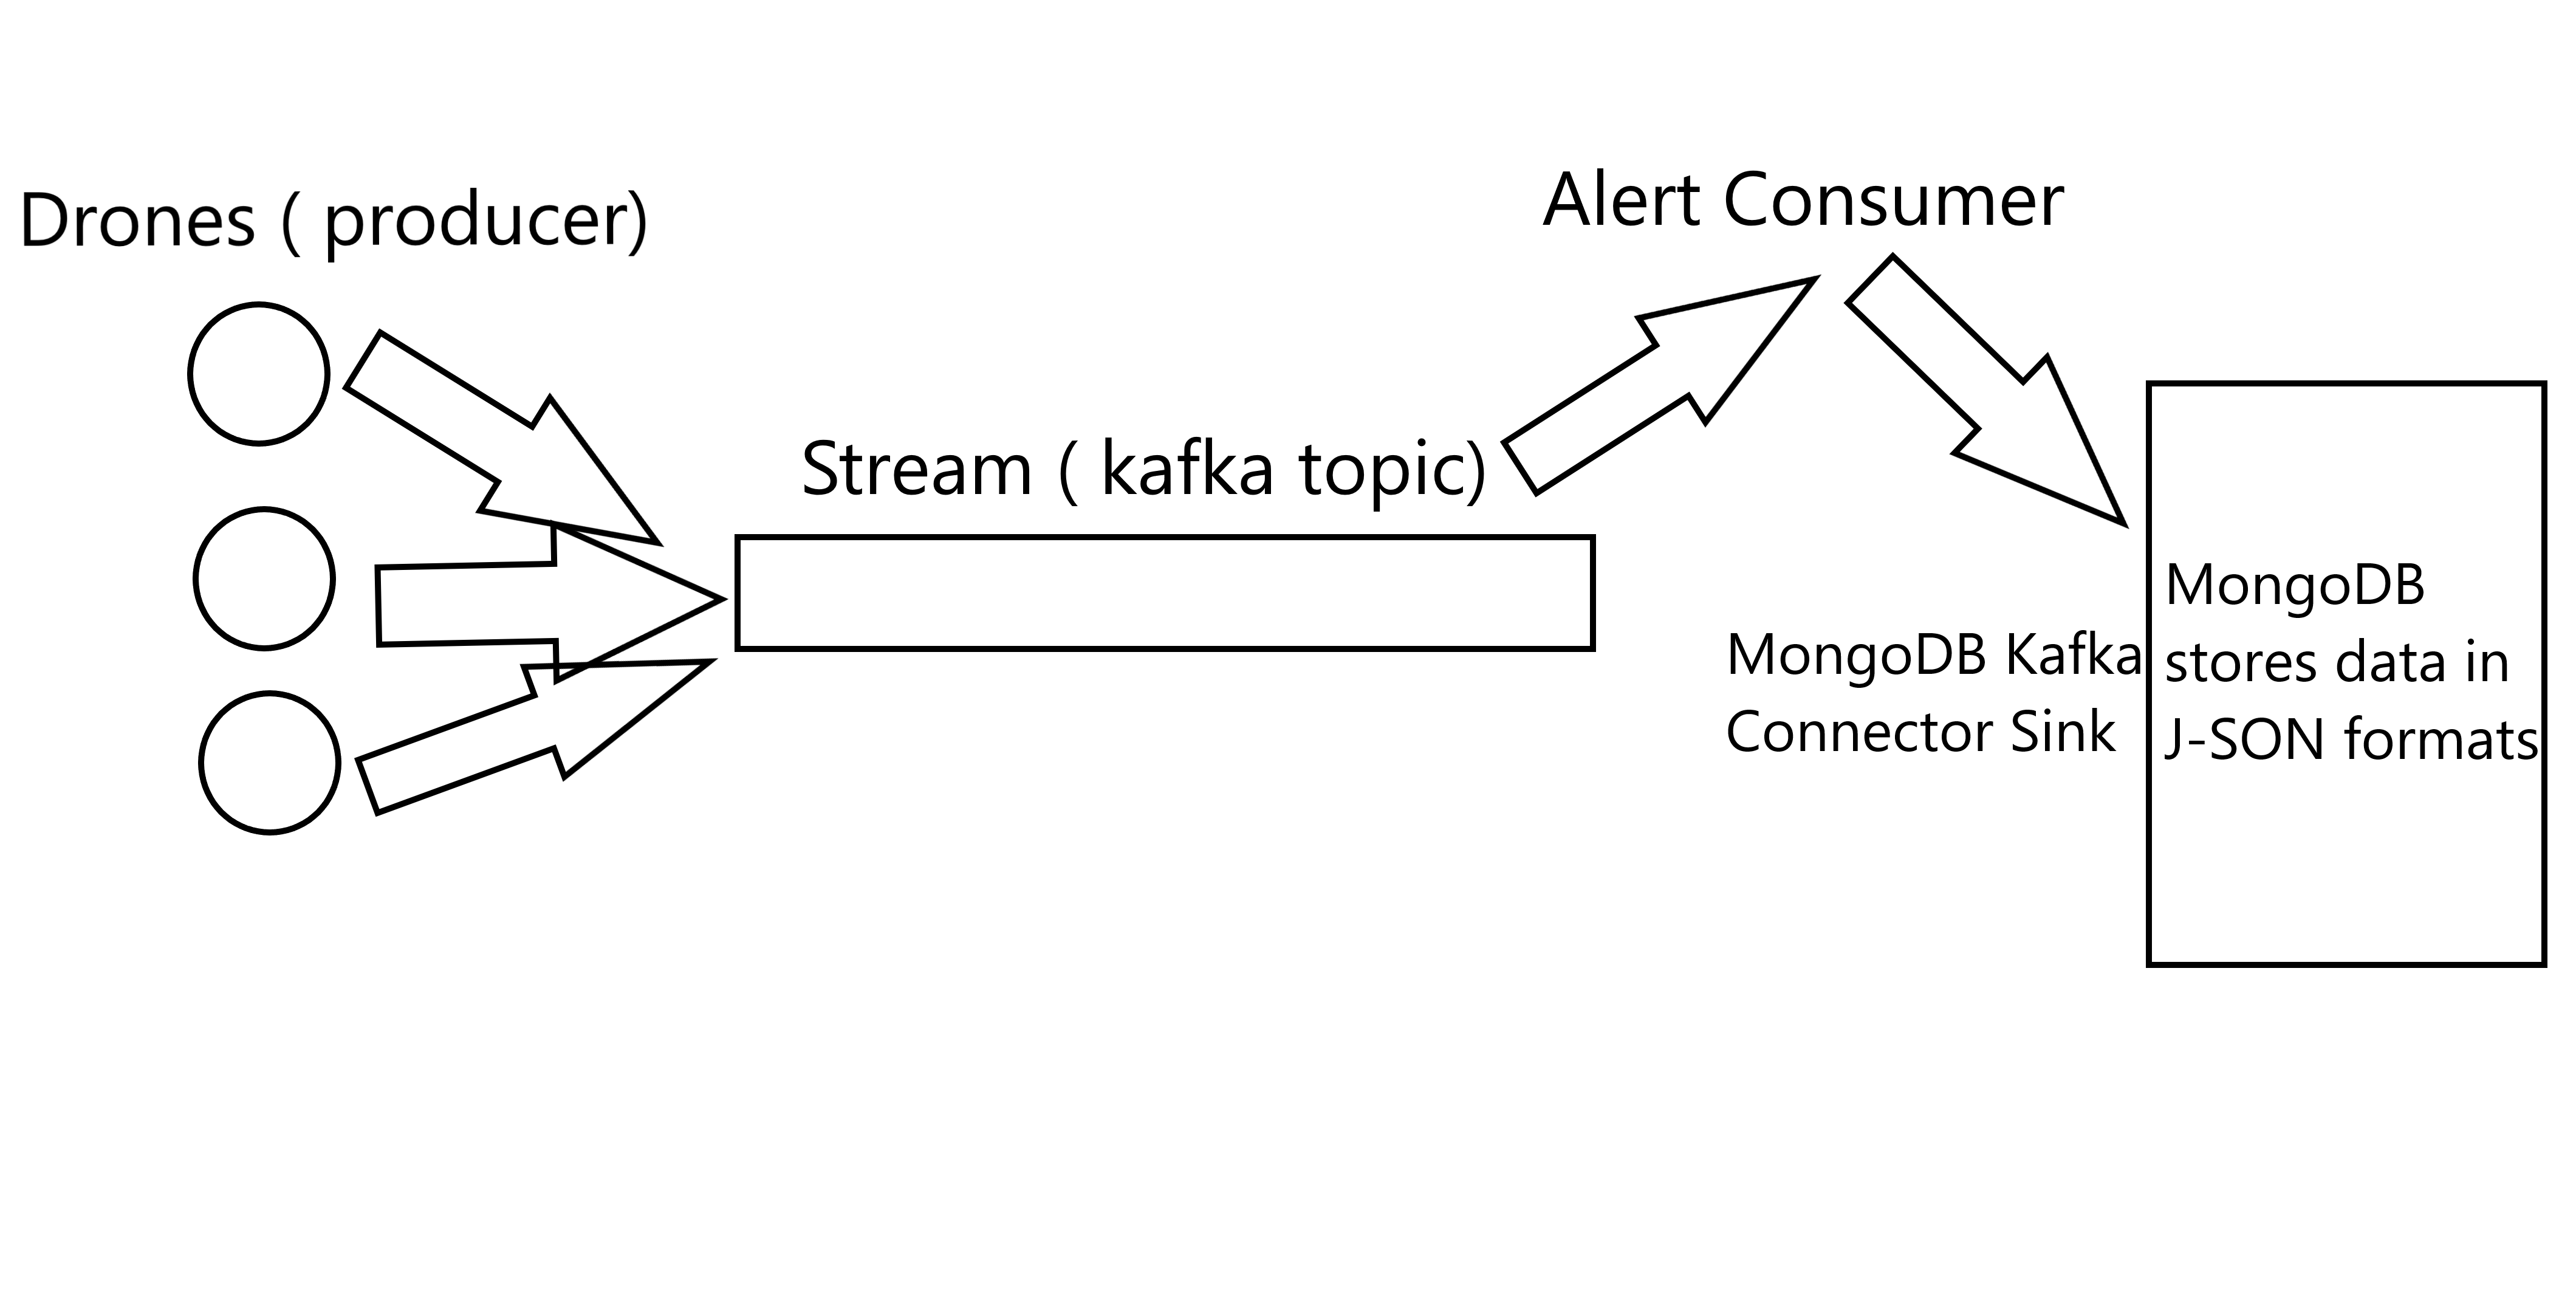 Drones ( producer)
Stream ( kafka topic)
Alert Consumer
MongoDB Kafka
Connector Sink
MongoDB
stores data in
J-SON formats